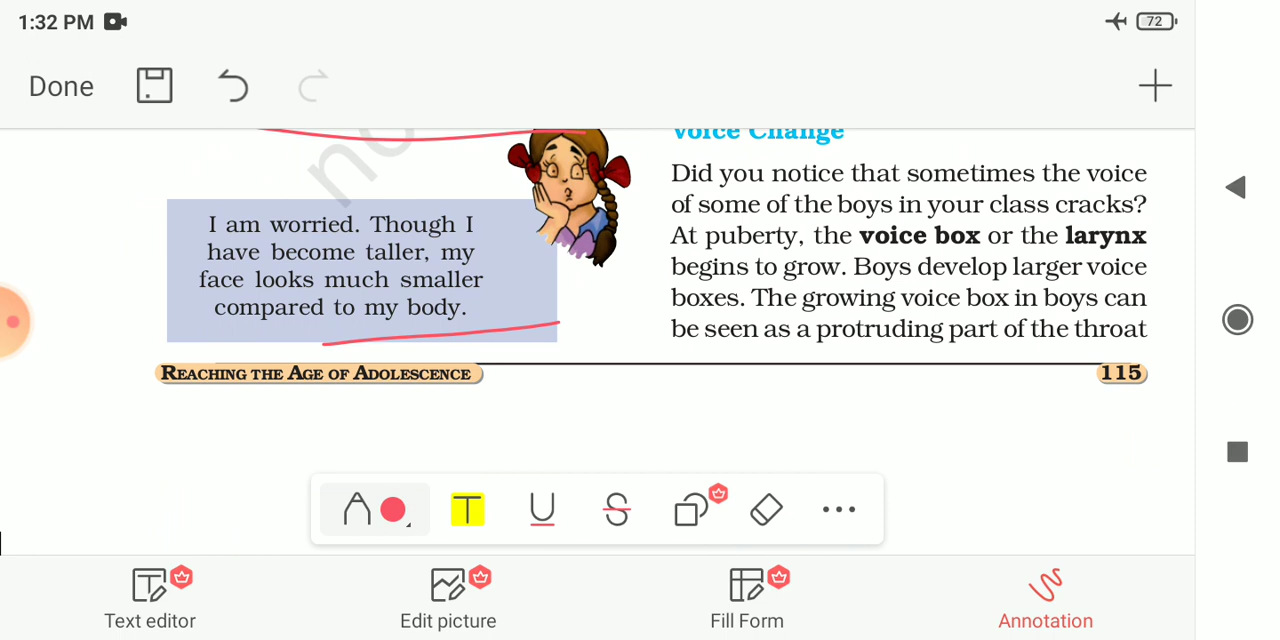 1:32 PM
72
Done
Voice Change
I am worried. Though I
have become taller, my
face looks much smaller
compared to my body.
Did you notice that sometimes the voice
of some of the boys in your class cracks?
At puberty, the voice box or the larynx
begins to grow. Boys develop larger voice
boxes. The growing voice box in boys can
be seen as a protruding part of the throat
REACHING THE AGE OF ADOLESCENCE
115
T
U
S
Text editor
Edit picture
Fill Form
Annotation